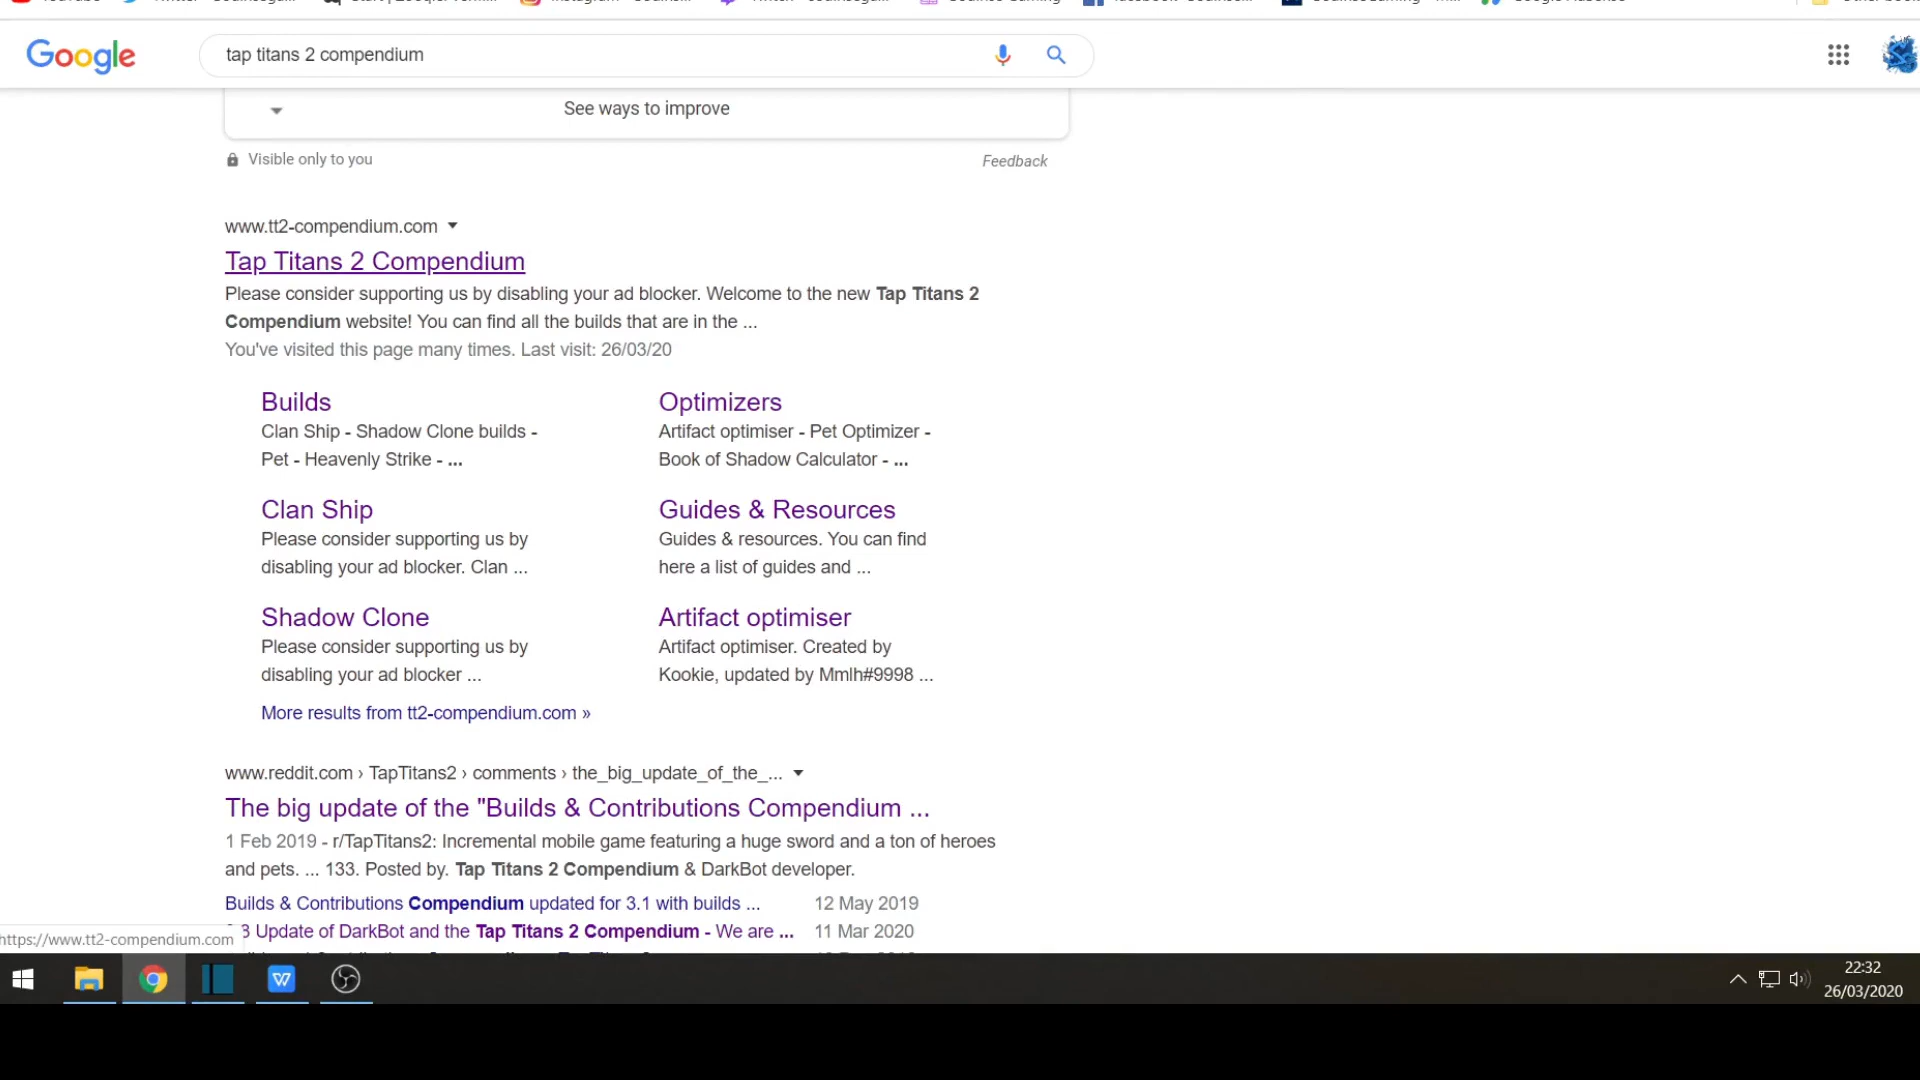 Google
tap titans 2 compendium
See ways to improve
Visible only to you
Feedback
www.tt2-compendium.com
Tap Titans 2 Compendium
Please consider supporting us by disabling your ad blocker. Welcome to the new Tap Titans 2
Compendium website! You can find all the builds that are in the ...
You've visited this page many times. Last visit: 26/03/20
Builds
Clan Ship - Shadow Clone builds -
Pet - Heavenly Strike - ...
Optimizers
Artifact optimiser - Pet Optimizer -
Book of Shadow Calculator - ...
Clan Ship
Please consider supporting us by
disabling your ad blocker. Clan ...
Guides & Resources
Guides & resources. You can find
here a list of guides and ...
Shadow Clone
Please consider supporting us by
disabling your ad blocker ...
Artifact optimiser
Artifact optimiser. Created by
Kookie, updated by Mmlh#9998 ...
More results from tt2-compendium.com »
www.reddit.com › TapTitans2 › comments › the_big_update_of_the_...
The big update of the "Builds & Contributions Compendium ...
1 Feb 2019 - r/TapTitans2: Incremental mobile game featuring a huge sword and a ton of heroes
and pets. ... 133. Posted by. Tap Titans 2 Compendium & DarkBot developer.
Builds & Contributions Compendium updated for 3.1 with builds ... 12 May 2019
8 Update of DarkBot and the Tap Titans 2 Compendium - We are ... 11 Mar 2020
https://www.tt2-compendium.com
22:32
26/03/2020